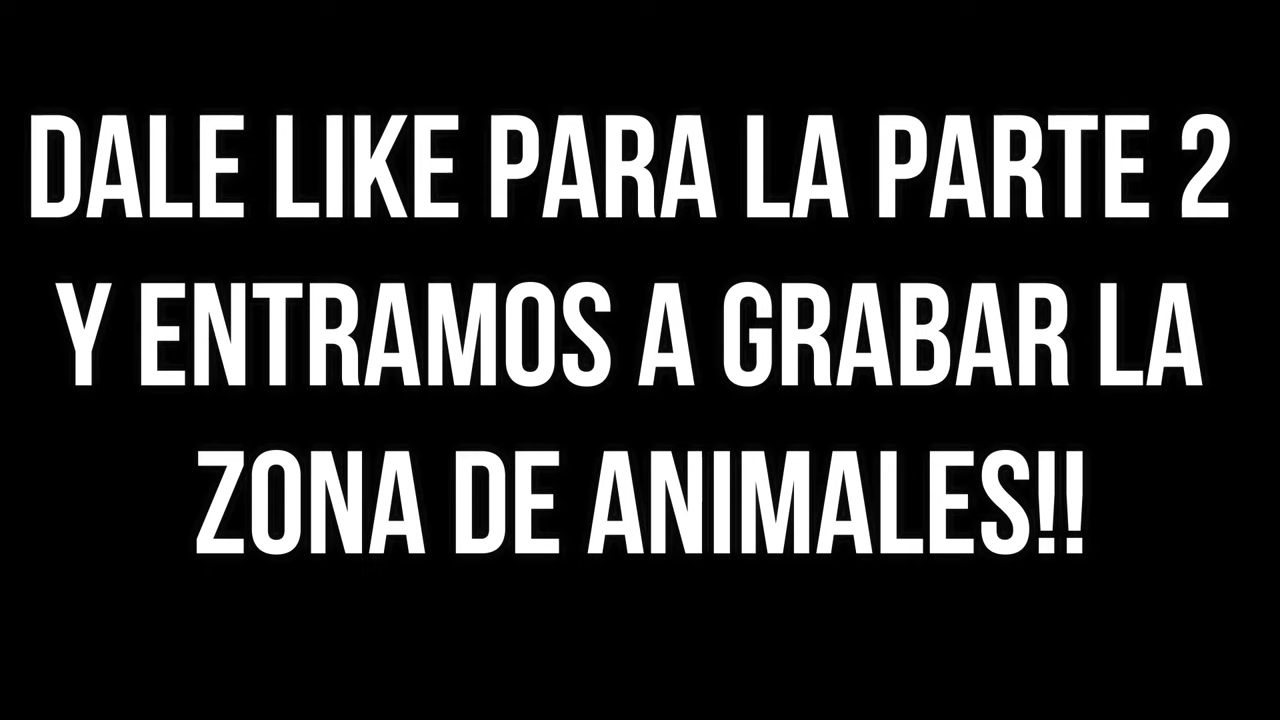 DALE LIKE PARA LA PARTE 2
Y ENTRAMOS A GRABAR LA
ZONA DE ANIMALES!!